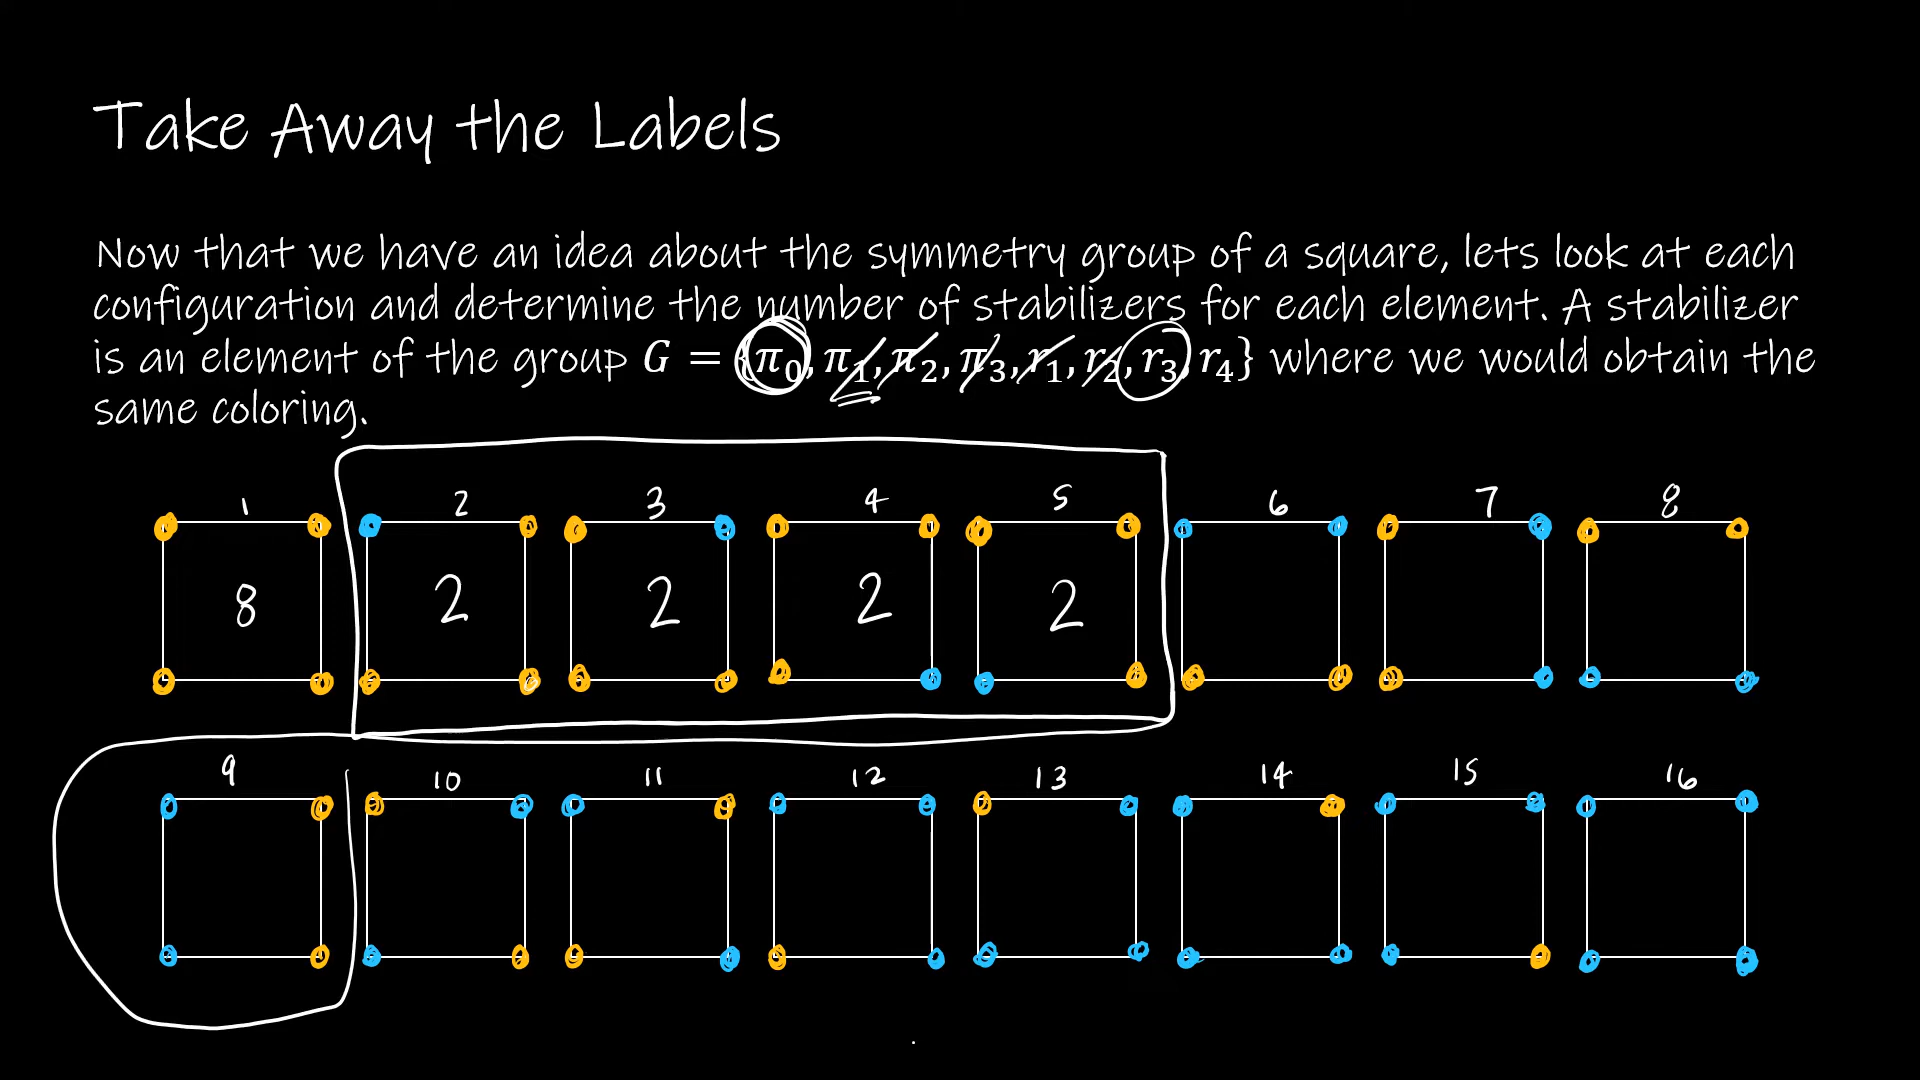 Take Away the Labels
Now that we have an idea about the symmetry group of a square, lets look at each
configuration and determine the number of stabilizers for each element. A stabilizer
is an element of the group G = {π₀, π₁, π₂, π₃, r₁, r₂, r₃, r₄} where we would obtain the
same coloring.
1 2 3 4 5 6 7 8
8 2 2 2 2
9 10 11 12 13 14 15 16